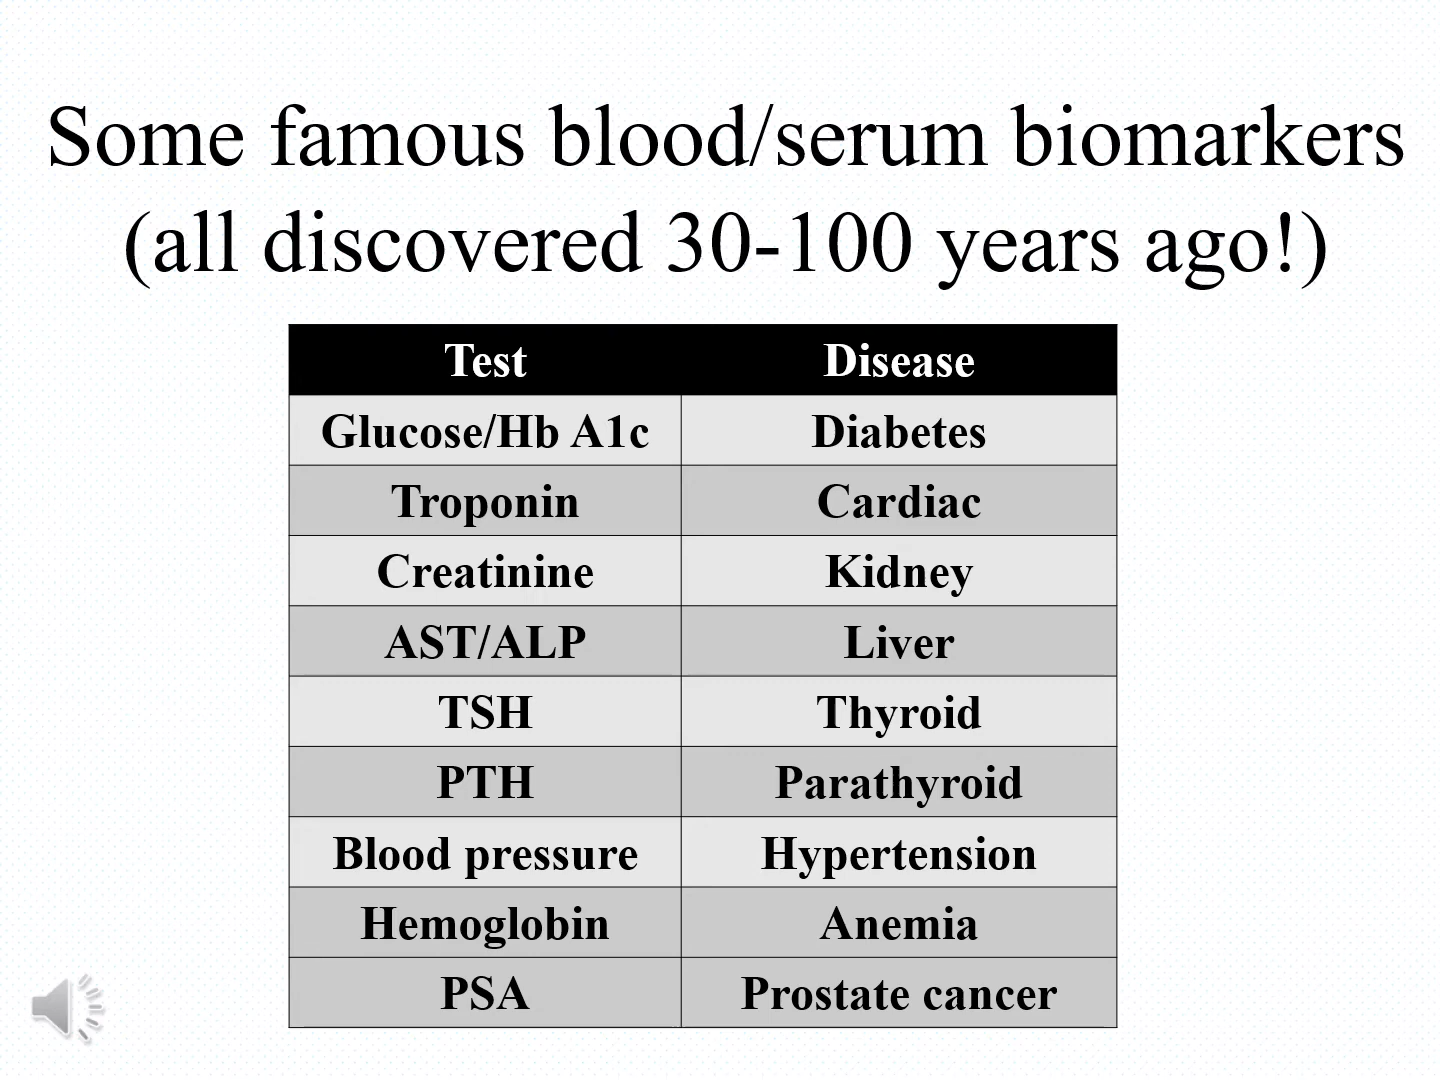 Some famous blood/serum biomarkers
(all discovered 30-100 years ago!)
Test Disease
Glucose/Hb A1c Diabetes
Troponin Cardiac
Creatinine Kidney
AST/ALP Liver
TSH Thyroid
PTH Parathyroid
Blood pressure Hypertension
Hemoglobin Anemia
PSA Prostate cancer